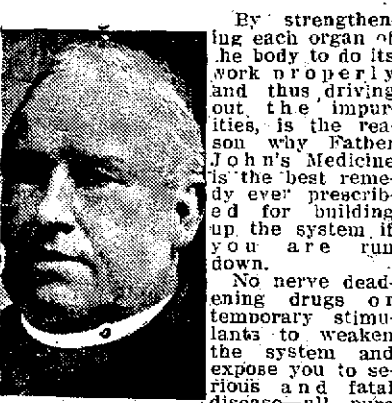 By strengthen
ing each organ of
the body to do its
work properly
and thus driving
out the impur
ities, is the rea
son why Father
John's Medicine
is the best reme-
dy ever prescrib-
ed for building
up the system if
you are run
down.
No nerve dead-
ening drugs or
temporary stimu-
lants to weaken
the system and
expose you to se-
rious and fatal
disease—all pure